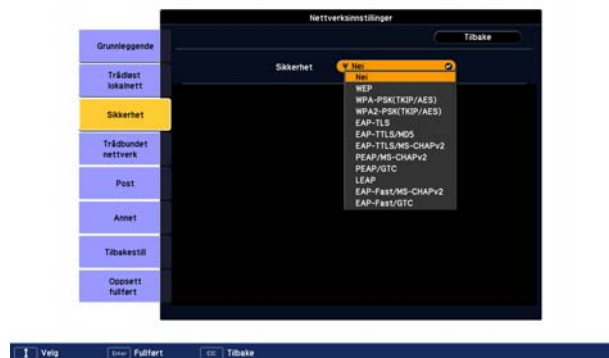 Nettverksinnstillinger
Tilbake
Grunnleggende
Trådløst
lokalnett
Sikkerhet
Trådbundet
nettverk
Post
Annet
Tilbakestill
Oppsett
fullført
Sikkerhet
Nei
Nei
WEP
WPA-PSK(TKIP/AES)
WPA2-PSK(TKIP/AES)
EAP-TLS
EAP-TTLS/MD5
EAP-TTLS/MS-CHAPv2
PEAP/MS-CHAPv2
PEAP/GTC
LEAP
EAP-Fast/MS-CHAPv2
EAP-Fast/GTC
Velg Enter Fullført ESC Tilbake